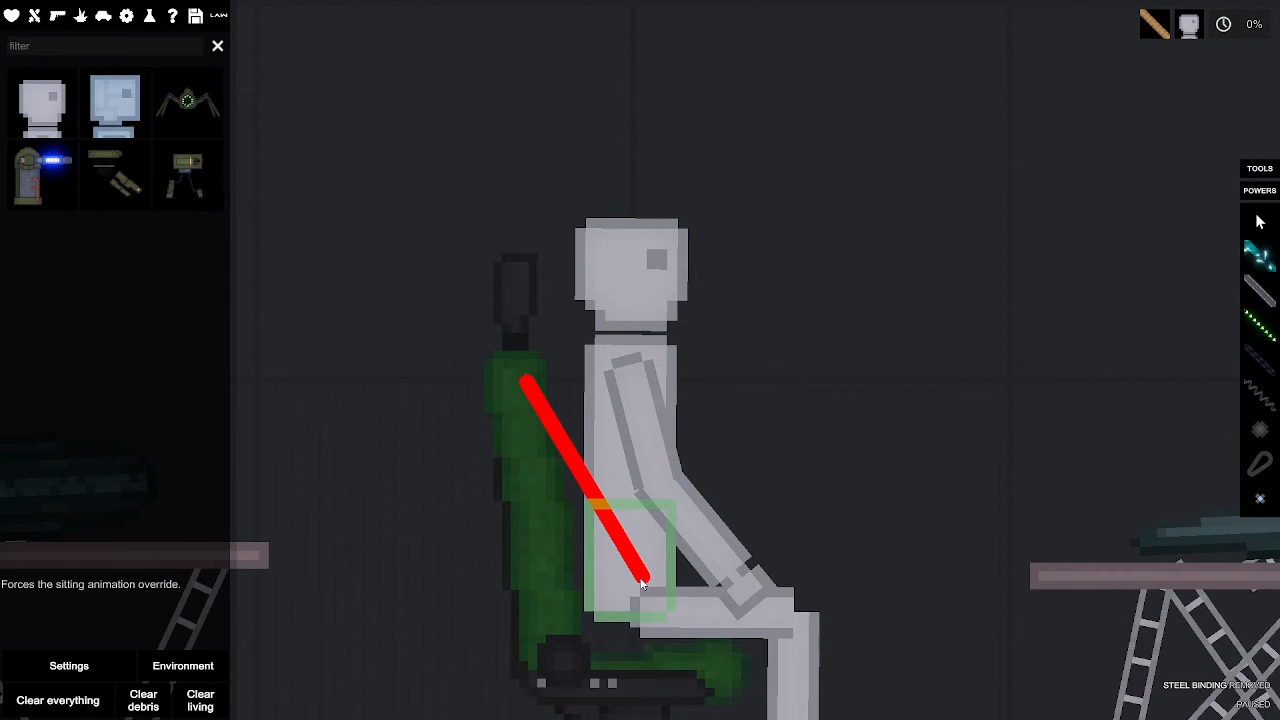 LAW
0%
filter
TOOLS
POWERS
Forces the sitting animation override.
Settings
Environment
Clear everything
Clear debris
Clear living
STEEL BINDING REMOVED
PAUSED